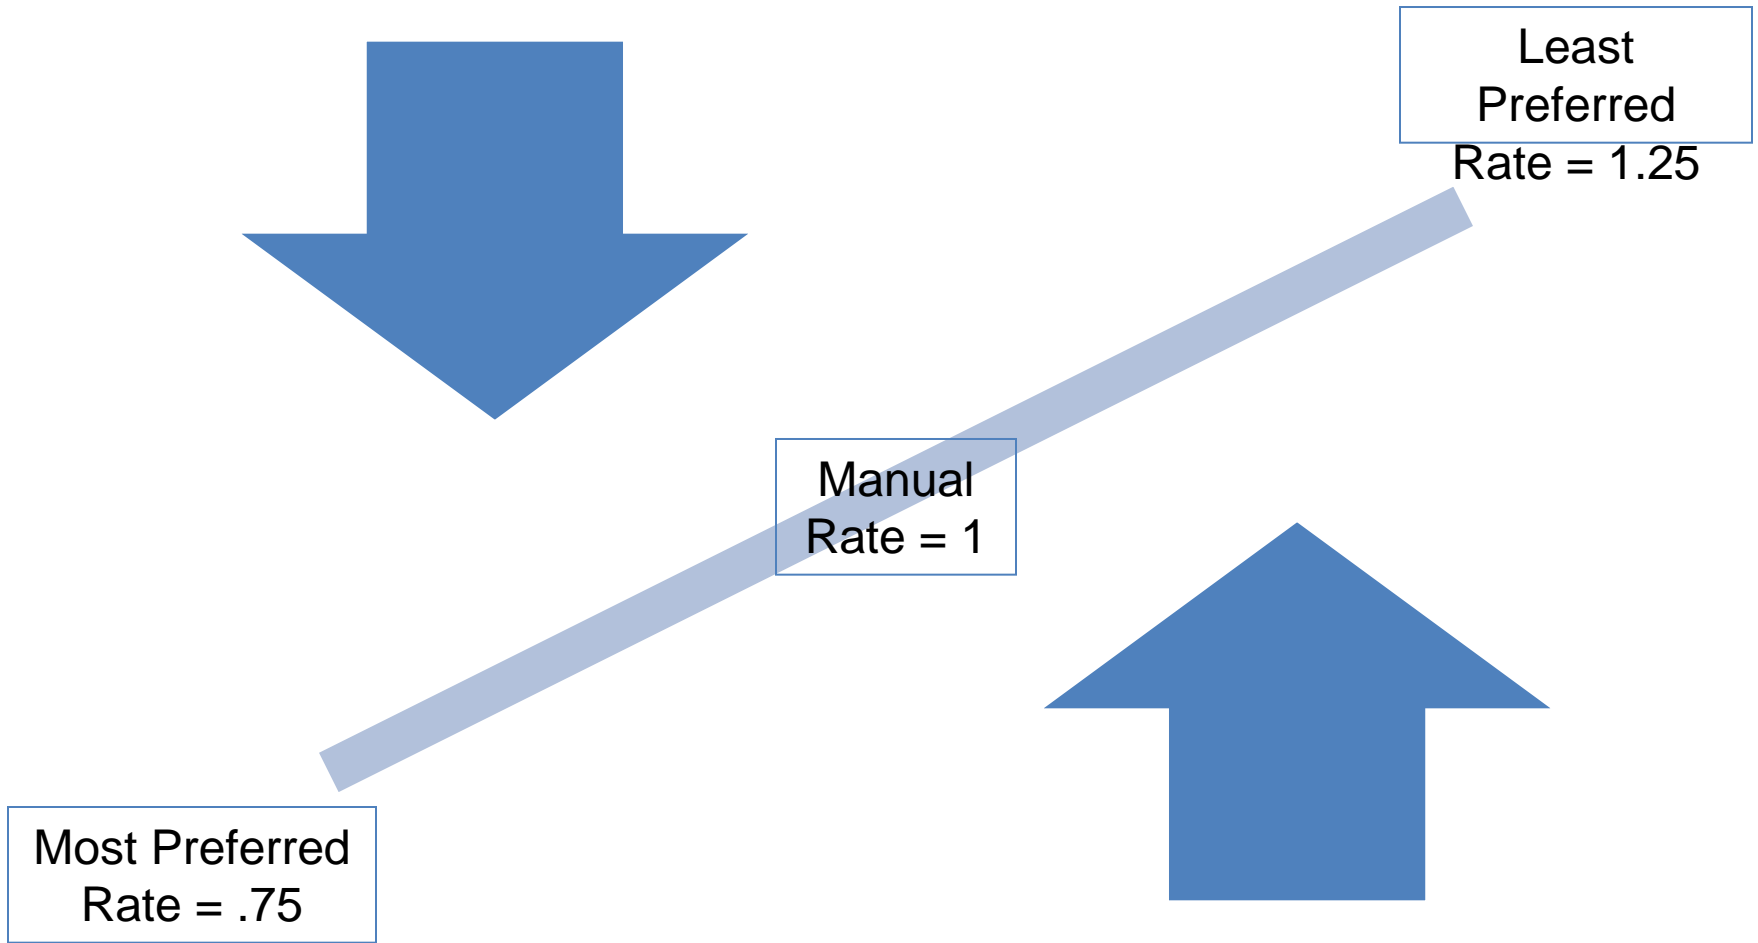 Least
Preferred
Rate = 1.25
Manual
Rate = 1
Most Preferred
Rate = .75